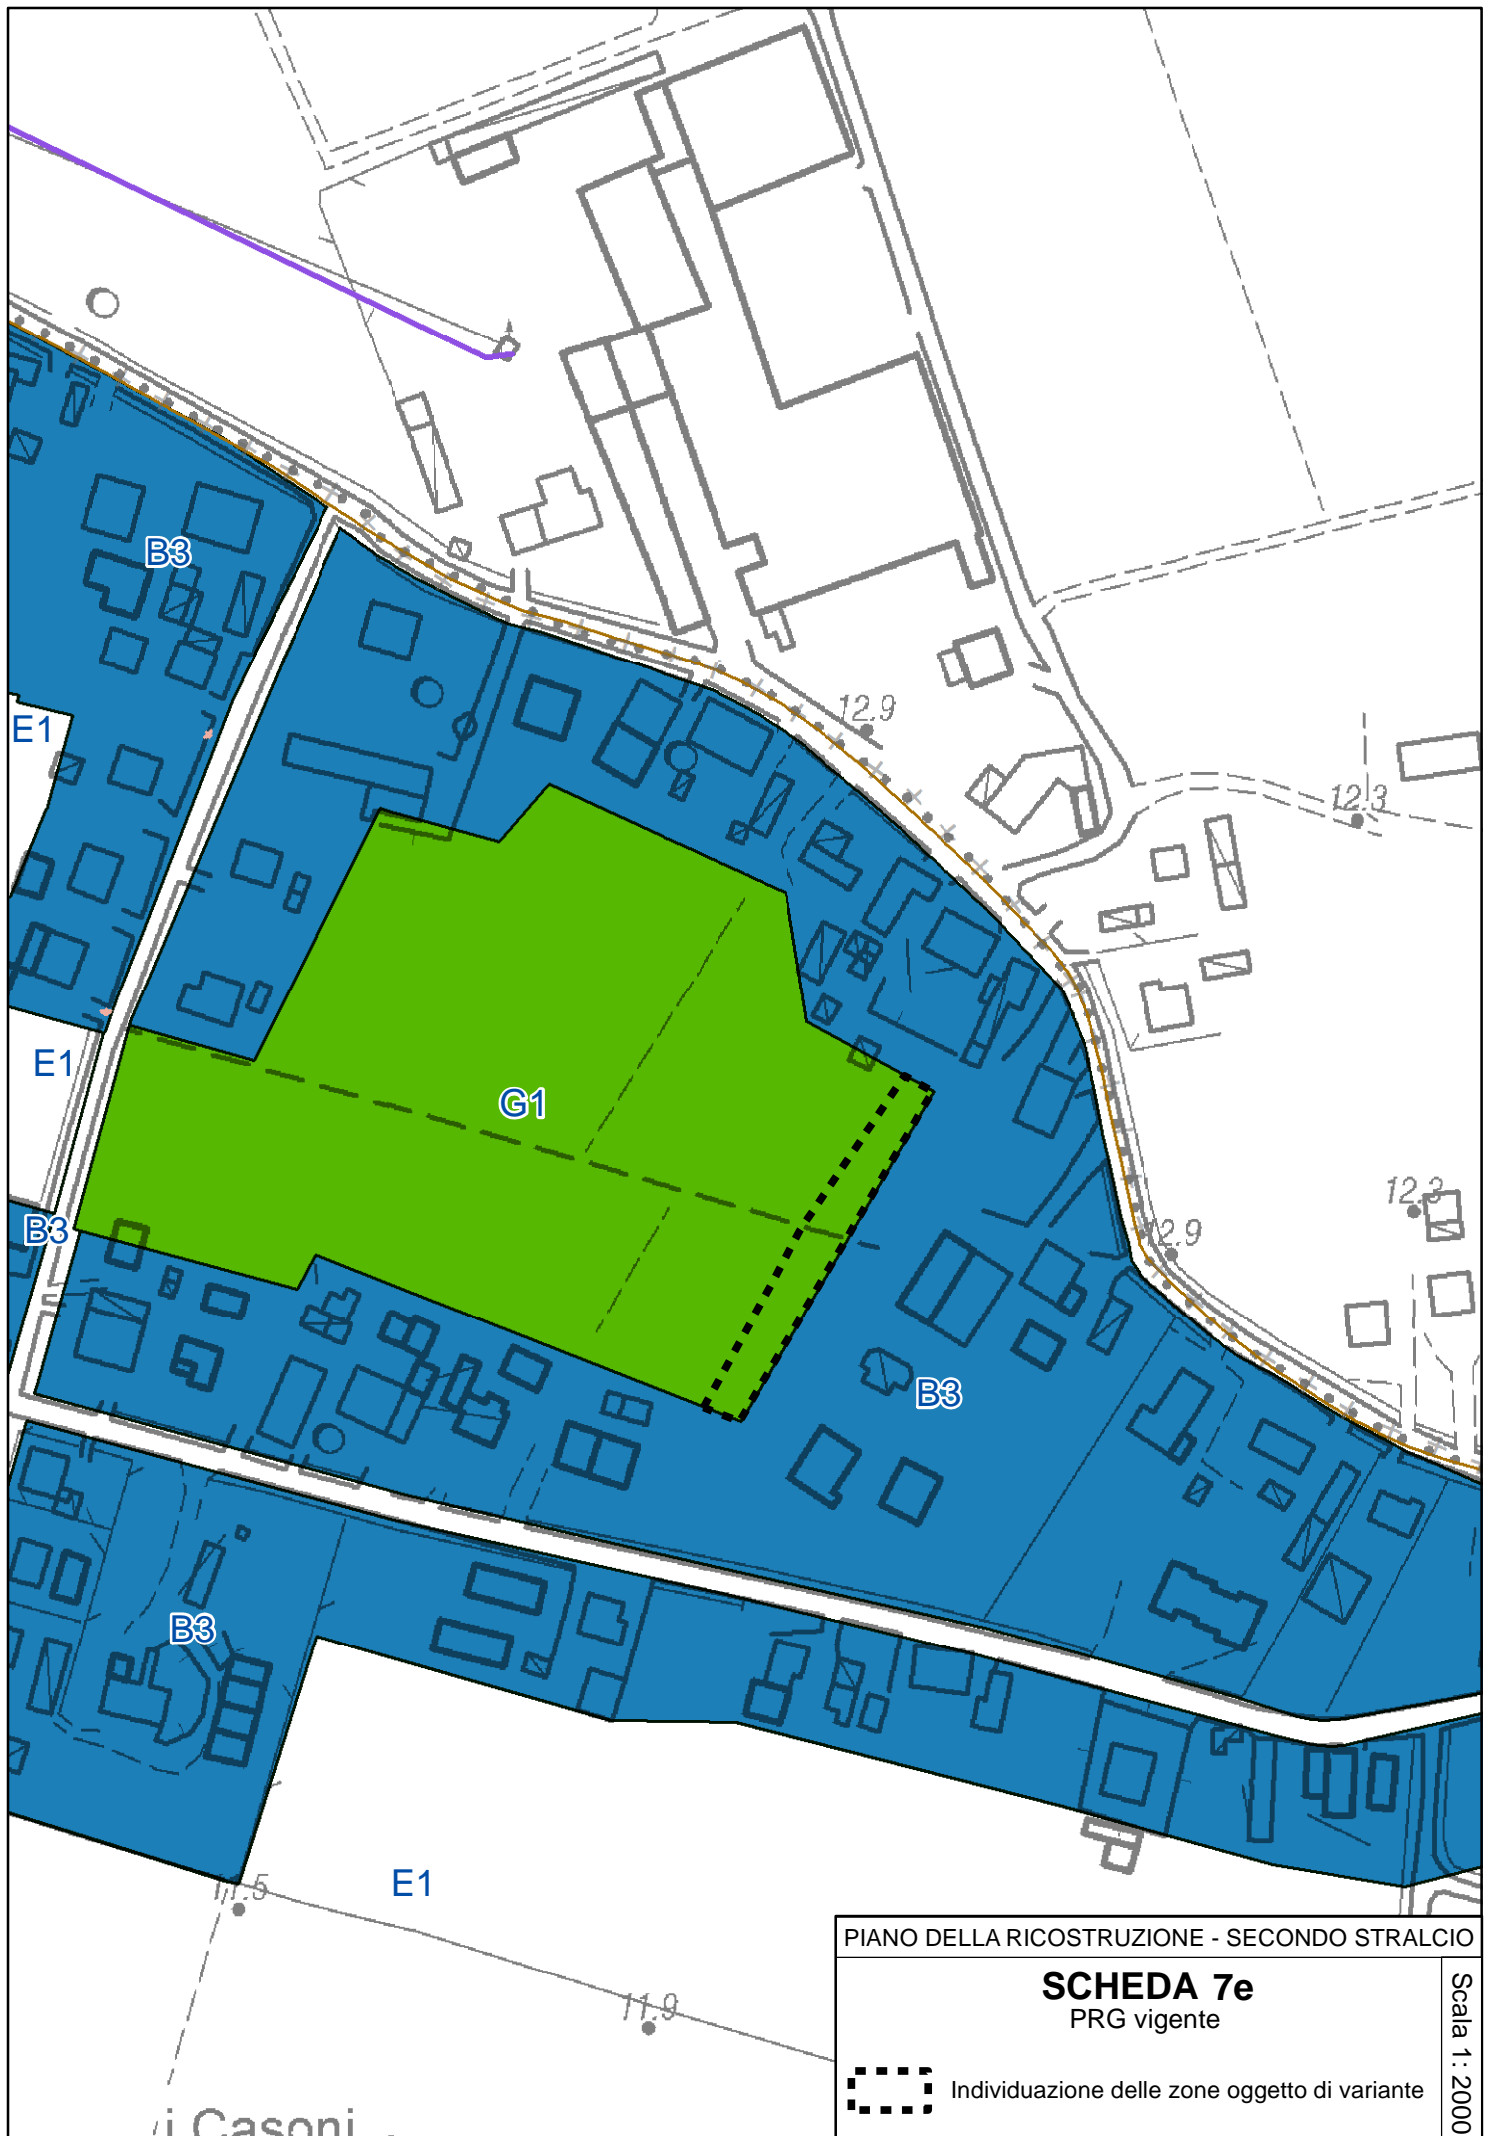 B3
12.9
E1
12.3
E1
G1
12.3
B3
12.9
B3
B3
E1
11.5
11.9
i Casoni
PIANO DELLA RICOSTRUZIONE - SECONDO STRALCIO
SCHEDA 7e
PRG vigente
Scala 1: 2000
Individuazione delle zone oggetto di variante